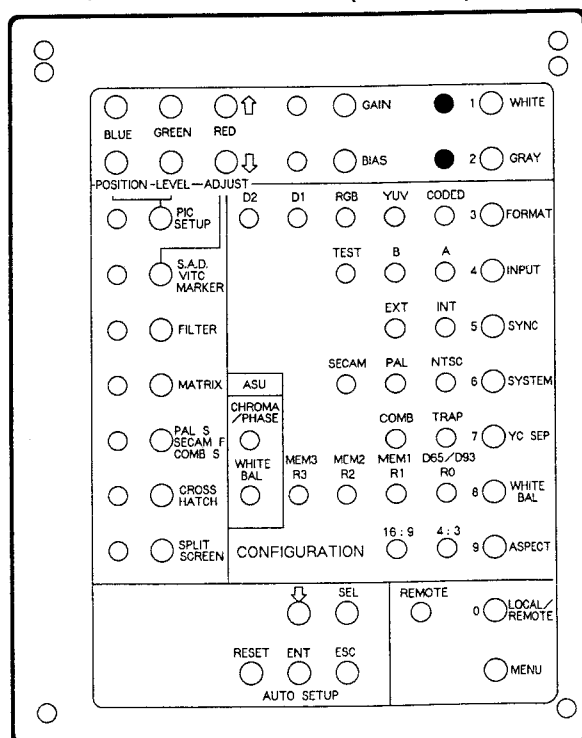 GAIN 1 WHITE
BLUE GREEN RED
BIAS 2 GRAY
POSITION LEVEL ADJUST
D2 D1 RGB YUV CODED
PIC
SETUP
3 FORMAT
TEST B A
S.A.D.
VITC
MARKER
4 INPUT
EXT INT
FILTER
5 SYNC
SECAM PAL NTSC
MATRIX ASU
6 SYSTEM
CHROMA
/PHASE
COMB TRAP
PAL S
SECAM F
COMB S
7 YC SEP
WHITE
BAL
MEM3
R3
MEM2
R2
MEM1
R1
D65/D93
R0
CROSS
HATCH
8 WHITE
BAL
16:9 4:3
SPLIT
SCREEN
CONFIGURATION
9 ASPECT
SEL REMOTE
0 LOCAL/
REMOTE
RESET ENT ESC
MENU
AUTO SETUP